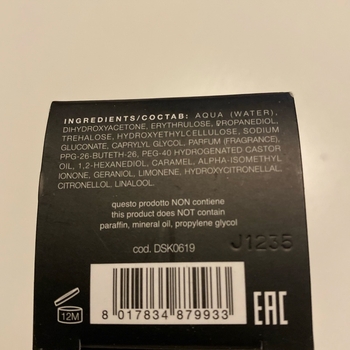 INGREDIENTS/СОСТАВ: AQUA (WATER),
DIHYDROXYACETONE, ERYTHRULOSE, PROPANEDIOL,
TREHALOSE, HYDROXYETHYLCELLULOSE, SODIUM
GLUCONATE, CAPRYLYL GLYCOL, PARFUM (FRAGRANCE),
PPG-26-BUTETH-26, PEG-40 HYDROGENATED CASTOR
OIL, 1,2-HEXANEDIOL, CARAMEL, ALPHA-ISOMETHYL
IONONE, GERANIOL, LIMONENE, HYDROXYCITRONELLAL,
CITRONELLOL, LINALOOL.
questo prodotto NON contiene
this product does NOT contain
paraffin, mineral oil, propylene glycol
cod. DSK0619
J1235
12M
8 017834 879933
EAC